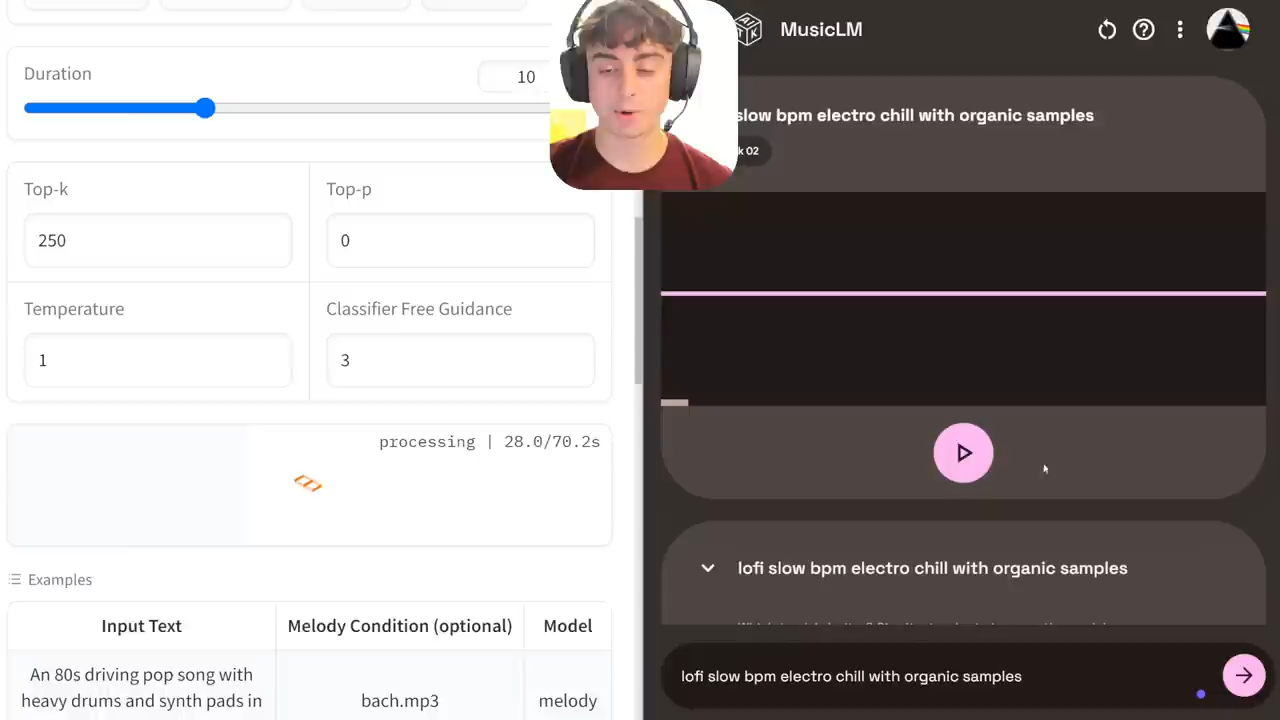 Duration
10
Top-k
Top-p
250
0
Temperature
Classifier Free Guidance
1
3
processing | 28.0/70.2s
Examples
Input Text
Melody Condition (optional)
Model
An 80s driving pop song with
heavy drums and synth pads in
bach.mp3
melody
MusicLM
slow bpm electro chill with organic samples
k 02
lofi slow bpm electro chill with organic samples
lofi slow bpm electro chill with organic samples